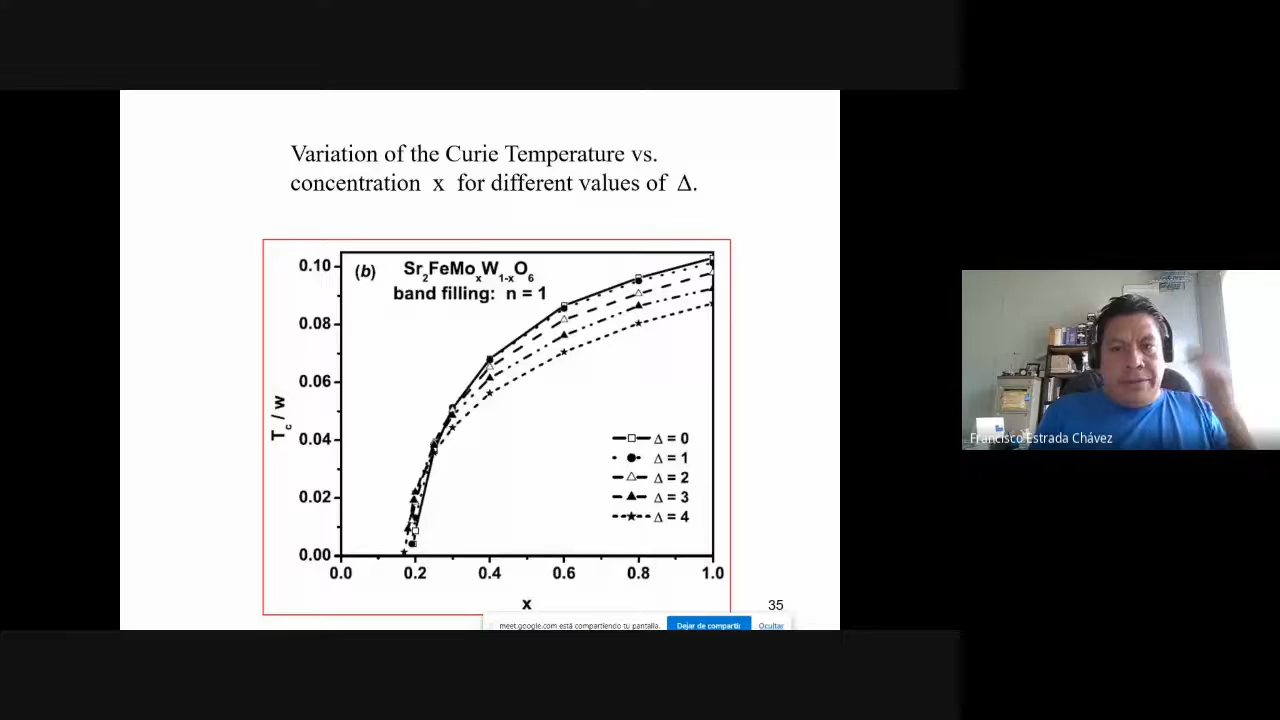 Variation of the Curie Temperature vs.
concentration x for different values of Δ.
(b) Sr2FeMoxW1-xO6
band filling: n = 1
0.10
0.08
0.06
0.04
0.02
0.00
Tc / w
Δ = 0
Δ = 1
Δ = 2
Δ = 3
Δ = 4
0.0 0.2 0.4 0.6 0.8 1.0
x
35
meet.google.com está compartiendo tu pantalla. Dejar de compartir Ocultar
Francisco Estrada Chávez